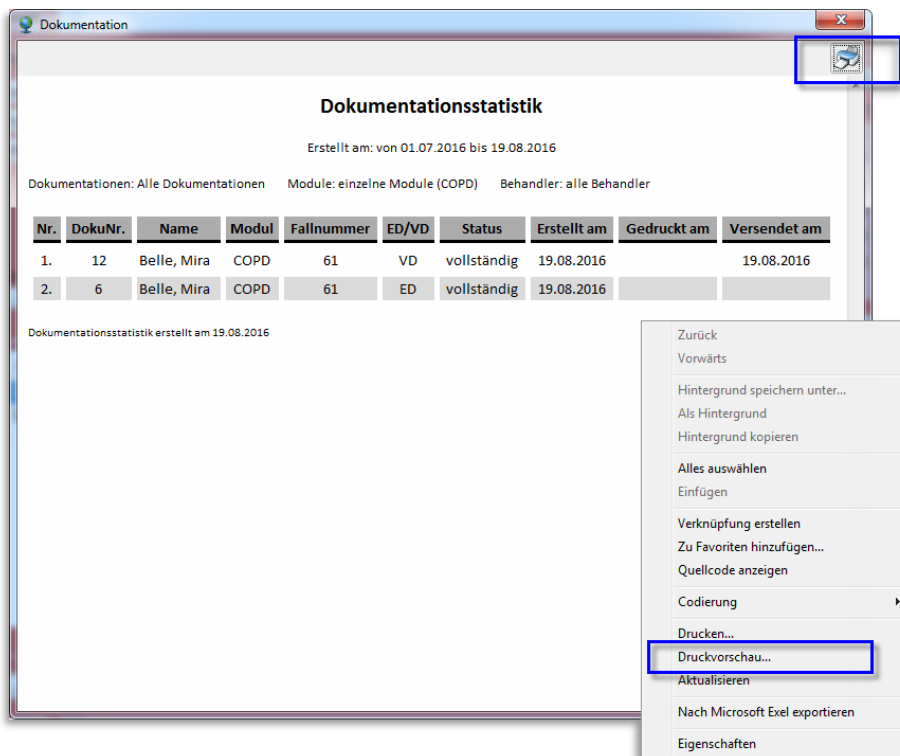 Dokumentation
Dokumentationsstatistik
Erstellt am: von 01.07.2016 bis 19.08.2016
Dokumentationen: Alle Dokumentationen Module: einzelne Module (COPD) Behandler: alle Behandler
Nr. DokuNr. Name Modul Fallnummer ED/VD Status Erstellt am Gedruckt am Versendet am
1. 12 Belle, Mira COPD 61 VD vollständig 19.08.2016 19.08.2016
2. 6 Belle, Mira COPD 61 ED vollständig 19.08.2016
Dokumentationsstatistik erstellt am 19.08.2016
Zurück
Vorwärts
Hintergrund speichern unter...
Als Hintergrund
Hintergrund kopieren
Alles auswählen
Einfügen
Verknüpfung erstellen
Zu Favoriten hinzufügen...
Quellcode anzeigen
Codierung
Drucken...
Druckvorschau...
Aktualisieren
Nach Microsoft Exel exportieren
Eigenschaften